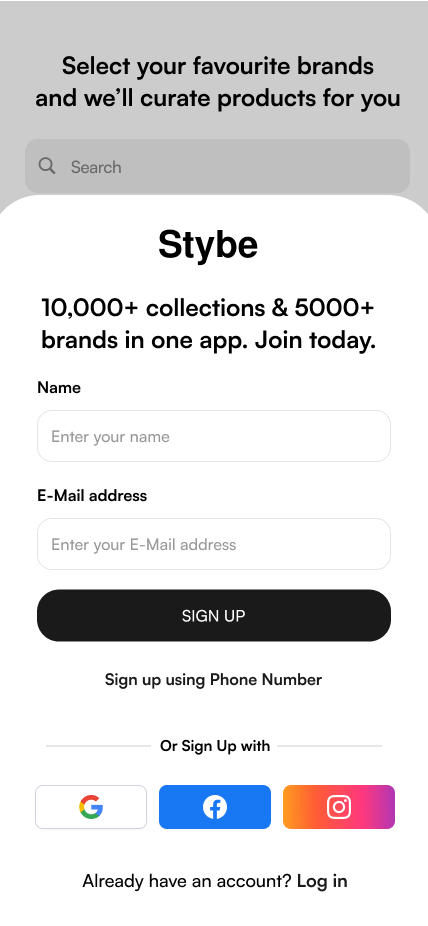 Select your favourite brands
and we’ll curate products for you
Search
Stybe
10,000+ collections & 5000+
brands in one app. Join today.
Name
Enter your name
E-Mail address
Enter your E-Mail address
SIGN UP
Sign up using Phone Number
Or Sign Up with
Already have an account? Log in